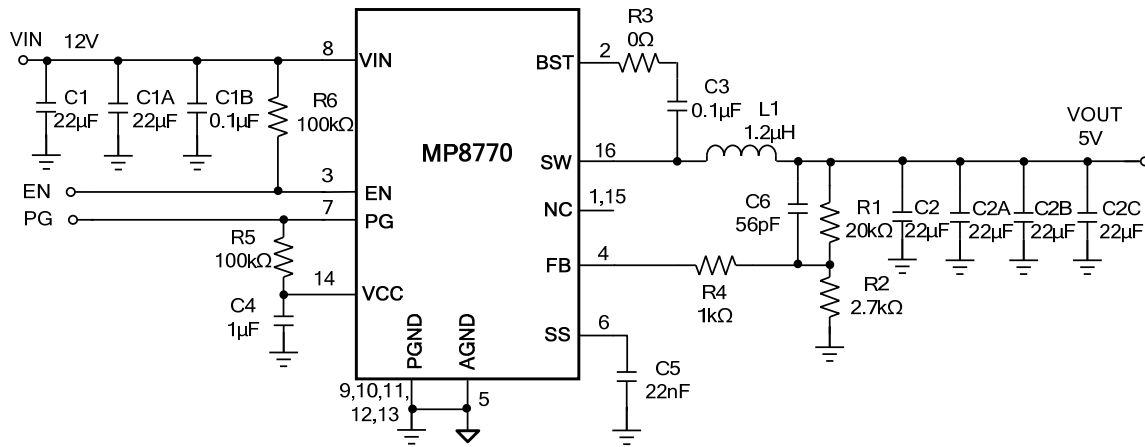 VIN
12V
C1
22µF
C1A
22µF
C1B
0.1µF
R6
100kΩ
EN
PG
R5
100kΩ
C4
1µF
8
3
7
14
VIN
EN
PG
VCC
MP8770
BST
SW
NC
FB
SS
PGND
AGND
9,10,11,
12,13
5
2
16
1,15
4
6
R3
0Ω
C3
0.1µF
L1
1.2µH
C6
56pF
R1
20kΩ
R4
1kΩ
R2
2.7kΩ
C5
22nF
C2
22µF
C2A
22µF
C2B
22µF
C2C
22µF
VOUT
5V